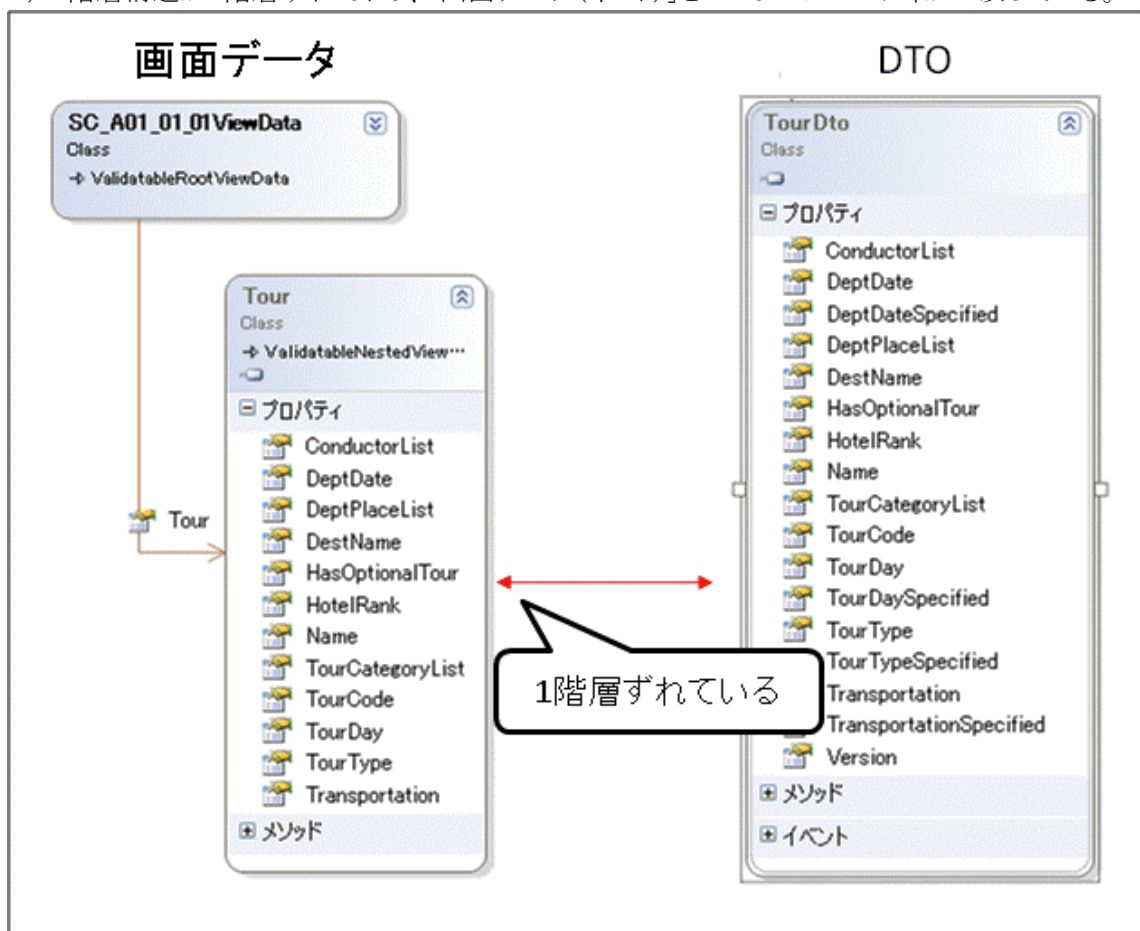 画面データ
DTO
SC_A01_01_01ViewData
Class
ValidatableRootViewData
Tour
Tour
Class
ValidatableNestedView…
プロパティ
ConductorList
DeptDate
DeptPlaceList
DestName
HasOptionalTour
HotelRank
Name
TourCategoryList
TourCode
TourDay
TourType
Transportation
メソッド
1階層ずれている
TourDto
Class
プロパティ
ConductorList
DeptDate
DeptDateSpecified
DeptPlaceList
DestName
HasOptionalTour
HotelRank
Name
TourCategoryList
TourCode
TourDay
TourDaySpecified
TourType
TourTypeSpecified
Transportation
TransportationSpecified
Version
メソッド
イベント